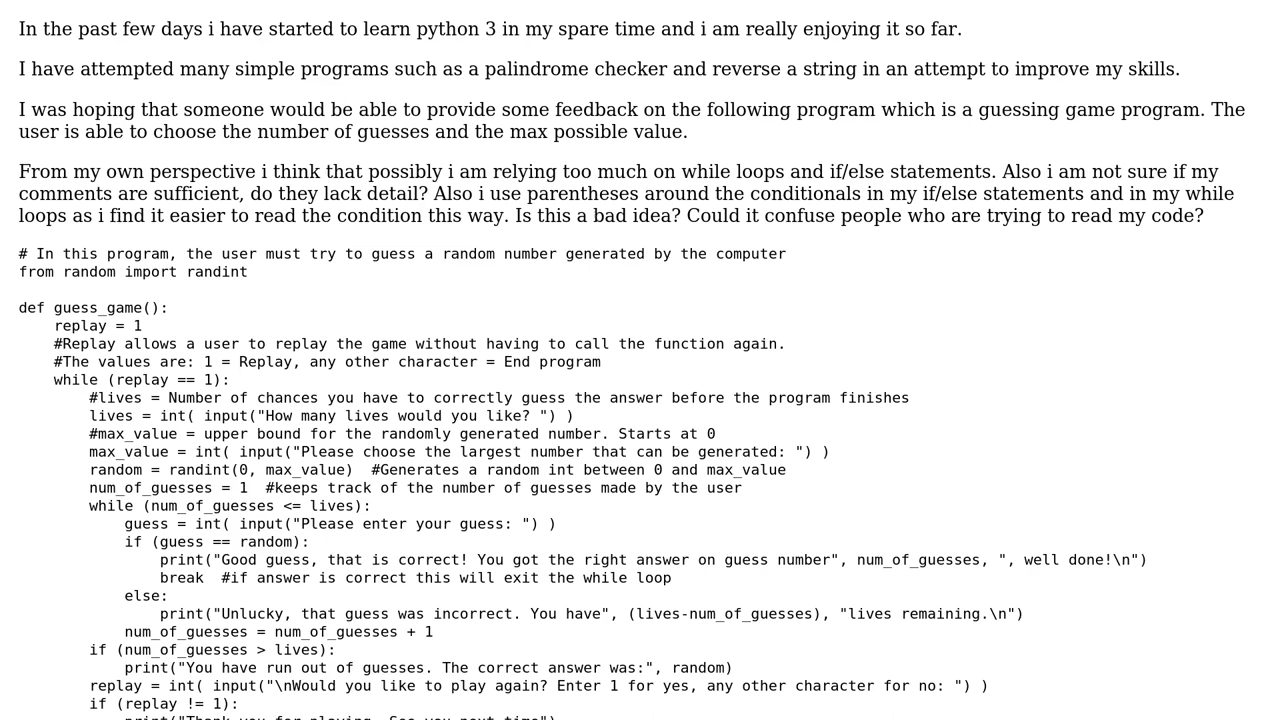 In the past few days i have started to learn python 3 in my spare time and i am really enjoying it so far.
I have attempted many simple programs such as a palindrome checker and reverse a string in an attempt to improve my skills.
I was hoping that someone would be able to provide some feedback on the following program which is a guessing game program. The
user is able to choose the number of guesses and the max possible value.
From my own perspective i think that possibly i am relying too much on while loops and if/else statements. Also i am not sure if my
comments are sufficient, do they lack detail? Also i use parentheses around the conditionals in my if/else statements and in my while
loops as i find it easier to read the condition this way. Is this a bad idea? Could it confuse people who are trying to read my code?
# In this program, the user must try to guess a random number generated by the computer
from random import randint
def guess_game():
    replay = 1
    #Replay allows a user to replay the game without having to call the function again.
    #The values are: 1 = Replay, any other character = End program
    while (replay == 1):
        #lives = Number of chances you have to correctly guess the answer before the program finishes
        lives = int( input("How many lives would you like? ") )
        #max_value = upper bound for the randomly generated number. Starts at 0
        max_value = int( input("Please choose the largest number that can be generated: ") )
        random = randint(0, max_value)  #Generates a random int between 0 and max_value
        num_of_guesses = 1  #keeps track of the number of guesses made by the user
        while (num_of_guesses <= lives):
            guess = int( input("Please enter your guess: ") )
            if (guess == random):
                print("Good guess, that is correct! You got the right answer on guess number", num_of_guesses, ", well done!\n")
                break  #if answer is correct this will exit the while loop
            else:
                print("Unlucky, that guess was incorrect. You have", (lives-num_of_guesses), "lives remaining.\n")
            num_of_guesses = num_of_guesses + 1
        if (num_of_guesses > lives):
            print("You have run out of guesses. The correct answer was:", random)
        replay = int( input("\nWould you like to play again? Enter 1 for yes, any other character for no: ") )
        if (replay != 1):
            print("Thank you for playing. See you next time")